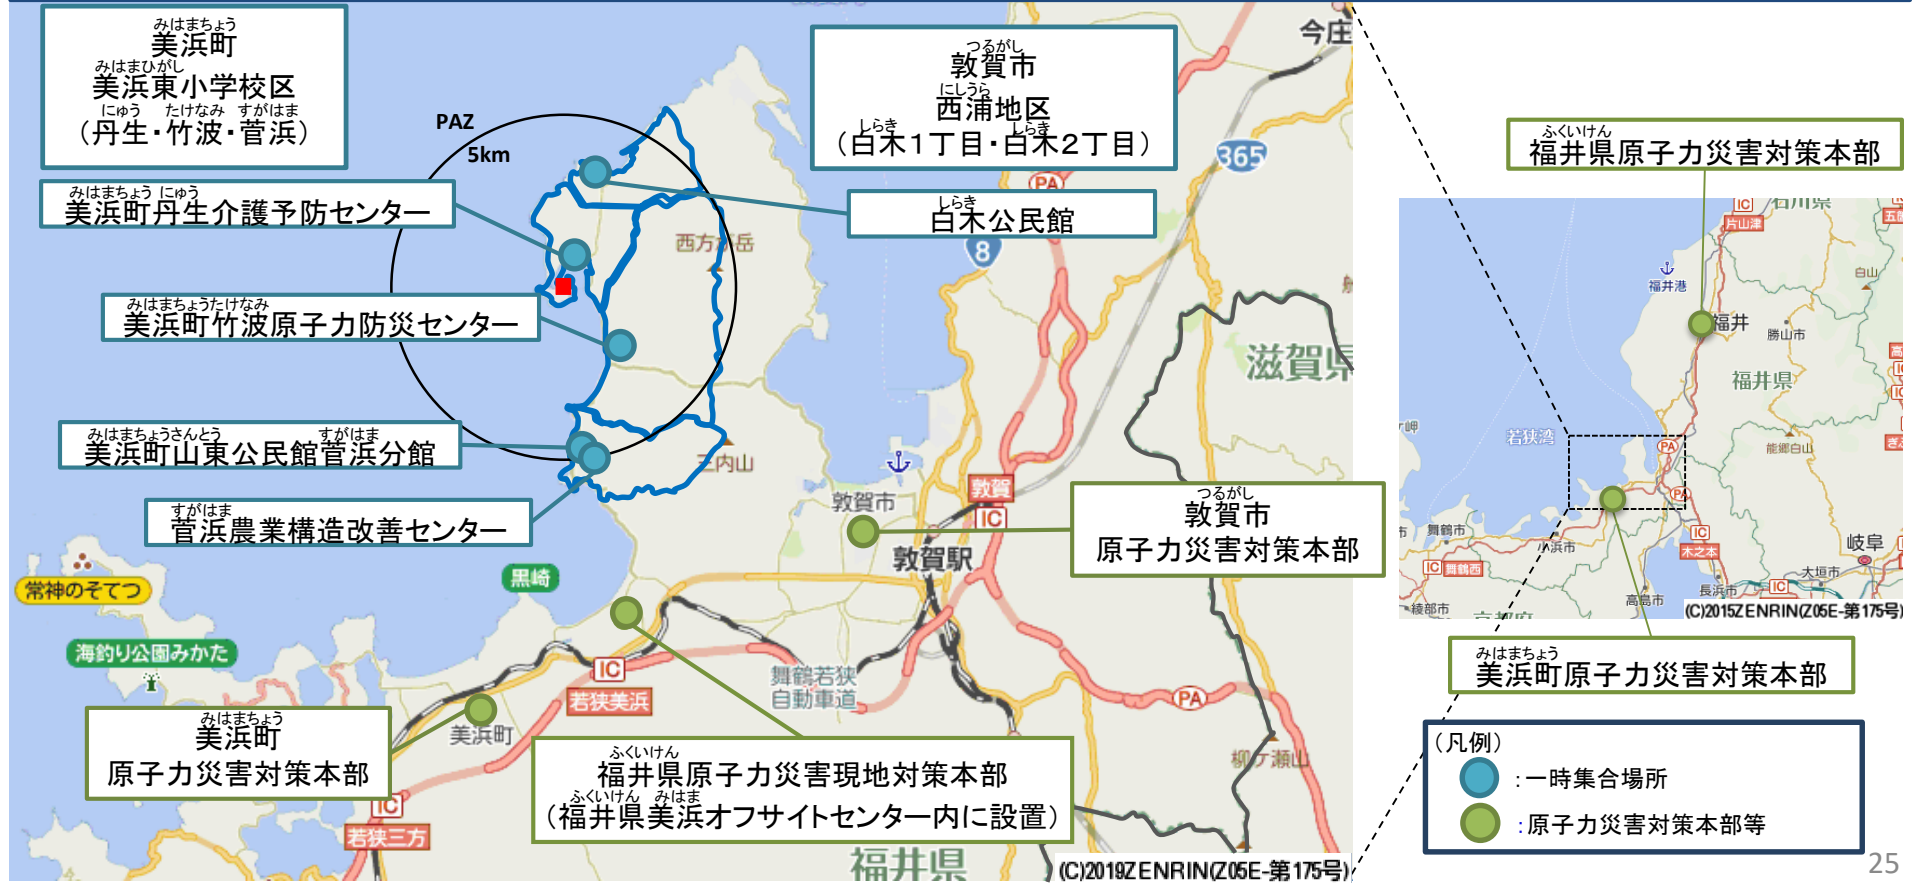 みはまちょう
美浜町
みはまひがし
美浜東小学校区
にゅう たけなみ すがはま
（丹生・竹波・菅浜）
PAZ
5km
つるがし
敦賀市
にしうら
西浦地区
しらき しらき
（白木１丁目・白木２丁目）
今庄
365
PA
みはまちょう にゅう
美浜町丹生介護予防センター
しらき
白木公民館
西方ヶ岳
8
みはまちょうたけなみ
美浜町竹波原子力防災センター
滋賀県
みはまちょうさんとう すがはま
美浜町山東公民館菅浜分館
三内山
すがはま
菅浜農業構造改善センター
敦賀市
敦賀
IC
敦賀駅
つるがし
敦賀市
原子力災害対策本部
常神のそてつ
黒崎
海釣り公園みかた
IC
若狭美浜
舞鶴若狭
自動車道
PA
みはまちょう
美浜町
原子力災害対策本部
美浜町
ふくいけん
福井県原子力災害現地対策本部
ふくいけん みはま
（福井県美浜オフサイトセンター内に設置）
柳ケ瀬山
IC
若狭三方
福井県
(C)2019ZENRIN(Z05E-第175号)
ふくいけん
福井県原子力災害対策本部
IC
石川県
片山津
白山
福井港
福井
勝山市
福井県
若狭湾
PA
能郷白山
PA
舞鶴市
小浜市
IC
木之本
岐阜
IC
舞鶴西
大垣市
長浜市
IC
高島市
綾部市
京都府
(C)2015ZENRIN(Z05E-第175号)
みはまちょう
美浜町原子力災害対策本部
（凡例）
：一時集合場所
：原子力災害対策本部等
25